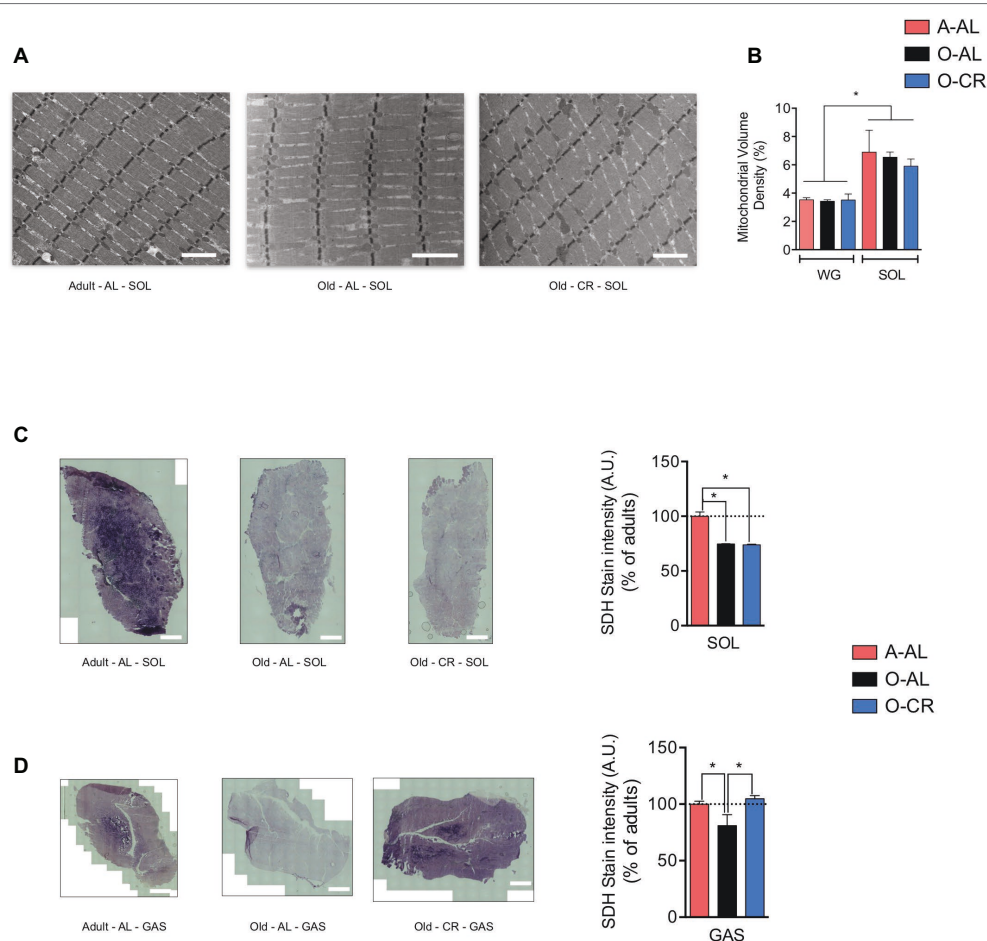 A-AL
O-AL
O-CR
A
B
Mitochondrial Volume
Density (%)
10
8
6
4
2
0
*
WG
SOL
Adult - AL - SOL
Old - AL - SOL
Old - CR - SOL
C
SDH Stain intensity (A.U.)
(% of adults)
150
100
50
0
*
*
SOL
Adult - AL - SOL
Old - AL - SOL
Old - CR - SOL
A-AL
O-AL
O-CR
D
SDH Stain intensity (A.U.)
(% of adults)
150
100
50
0
*
*
GAS
Adult - AL - GAS
Old - AL - GAS
Old - CR - GAS